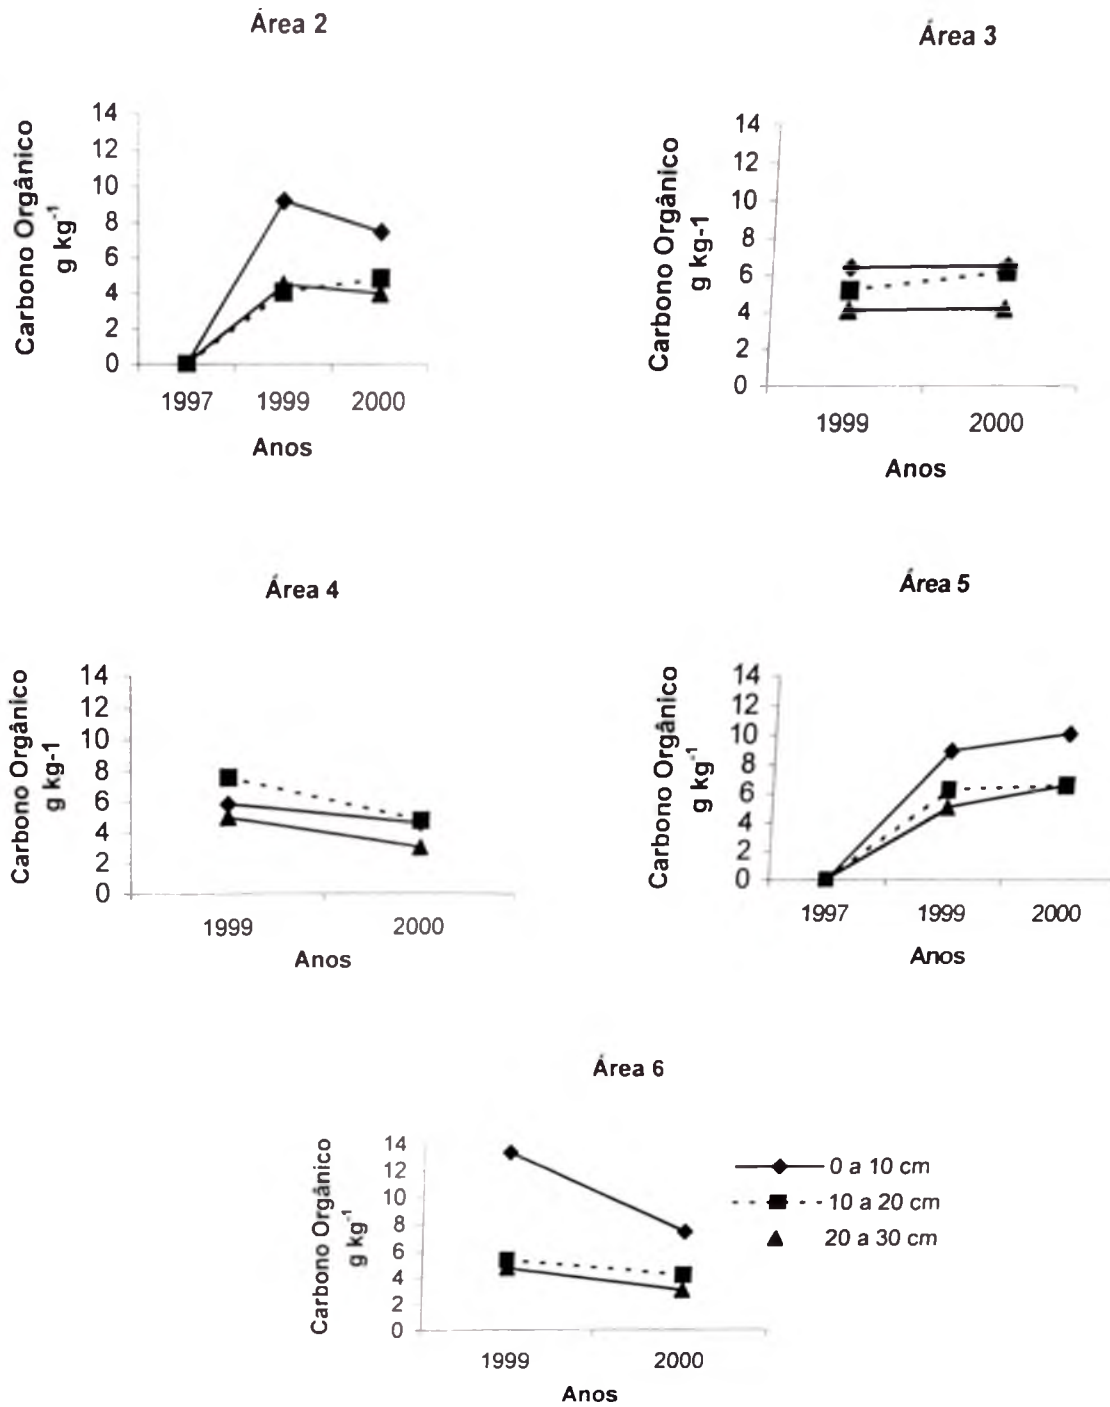 Área 2
Carbono Orgânico
g kg-1
14
12
10
8
6
4
2
0
1997 1999 2000
Anos
Área 3
Carbono Orgânico
g kg-1
14
12
10
8
6
4
2
0
1999 2000
Anos
Área 4
Carbono Orgânico
g kg-1
14
12
10
8
6
4
2
0
1999 2000
Anos
Área 5
Carbono Orgânico
g kg-1
14
12
10
8
6
4
2
0
1997 1999 2000
Anos
Área 6
Carbono Orgânico
g kg-1
14
12
10
8
6
4
2
0
1999 2000
Anos
0 a 10 cm
10 a 20 cm
20 a 30 cm